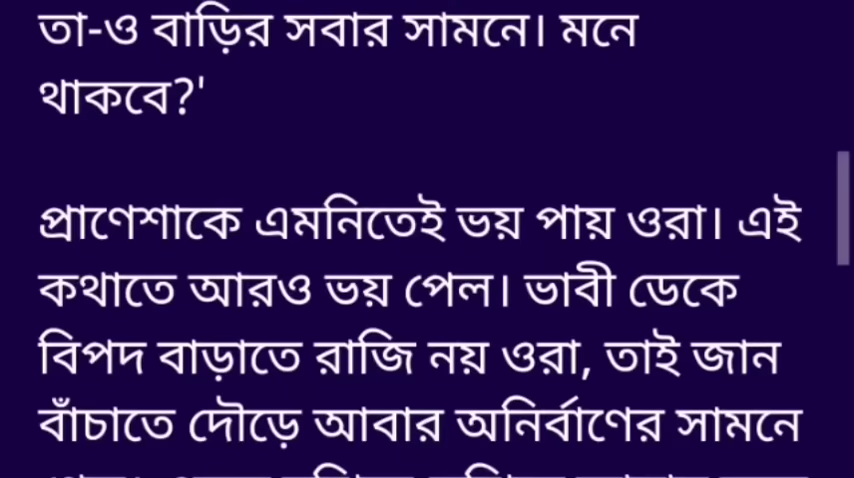 তা-ও বাড়ির সবার সামনে। মনে
থাকবে?'
প্রাণেশাকে এমনিতেই ভয় পায় ওরা। এই
কথাতে আরও ভয় পেল। ভাবী ডেকে
বিপদ বাড়াতে রাজি নয় ওরা, তাই জান
বাঁচাতে দৌড়ে আবার অনির্বাণের সামনে